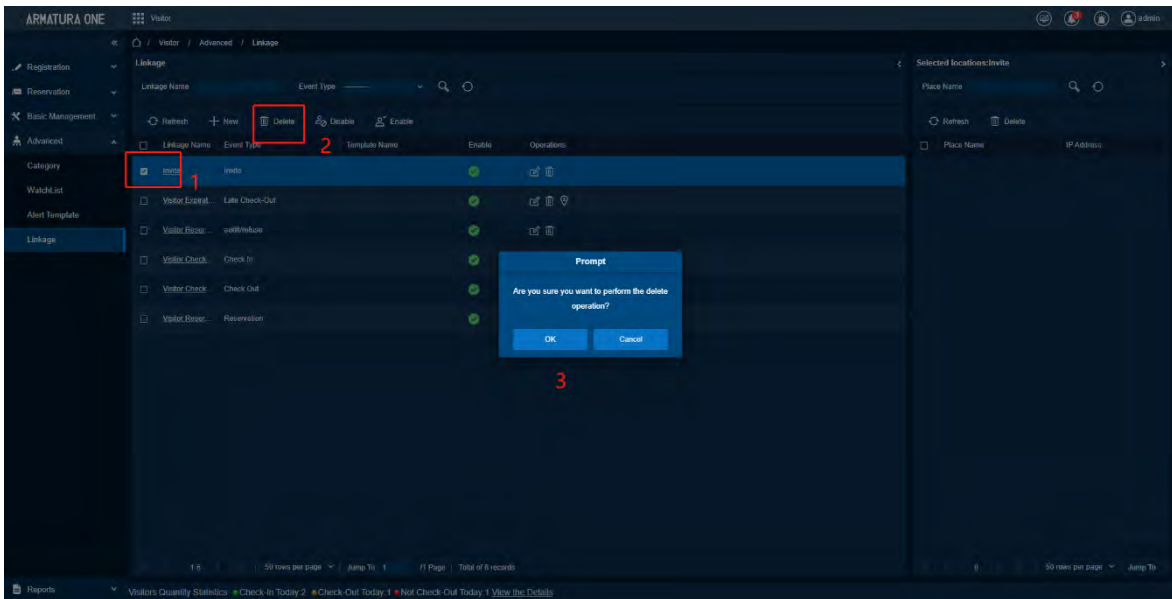 ARMATURA ONE
Visitor
admin
Visitor / Advanced / Linkage
Registration
Reservation
Basic Management
Advanced
Category
WatchList
Alert Template
Linkage
Reports
Linkage
Linkage Name Event Type --------
Refresh New Delete Disable Enable
2
Linkage Name Event Type Template Name Enable Operations
Invite Invite
1
Visitor Expirat... Late Check-Out
Visitor Reser... audit/refuse
Visitor Check... Check In
Visitor Check... Check Out
Visitor Reser... Reservation
Prompt
Are you sure you want to perform the delete
operation?
OK Cancel
3
50 rows per page Jump To 1 /1 Page Total of 6 records
Selected locations:Invite
Place Name
Refresh Delete
Place Name IP Address
0 50 rows per page Jump To
Visitors Quantity Statistics Check-In Today:2 Check-Out Today:1 Not Check-Out Today:1 View the Details